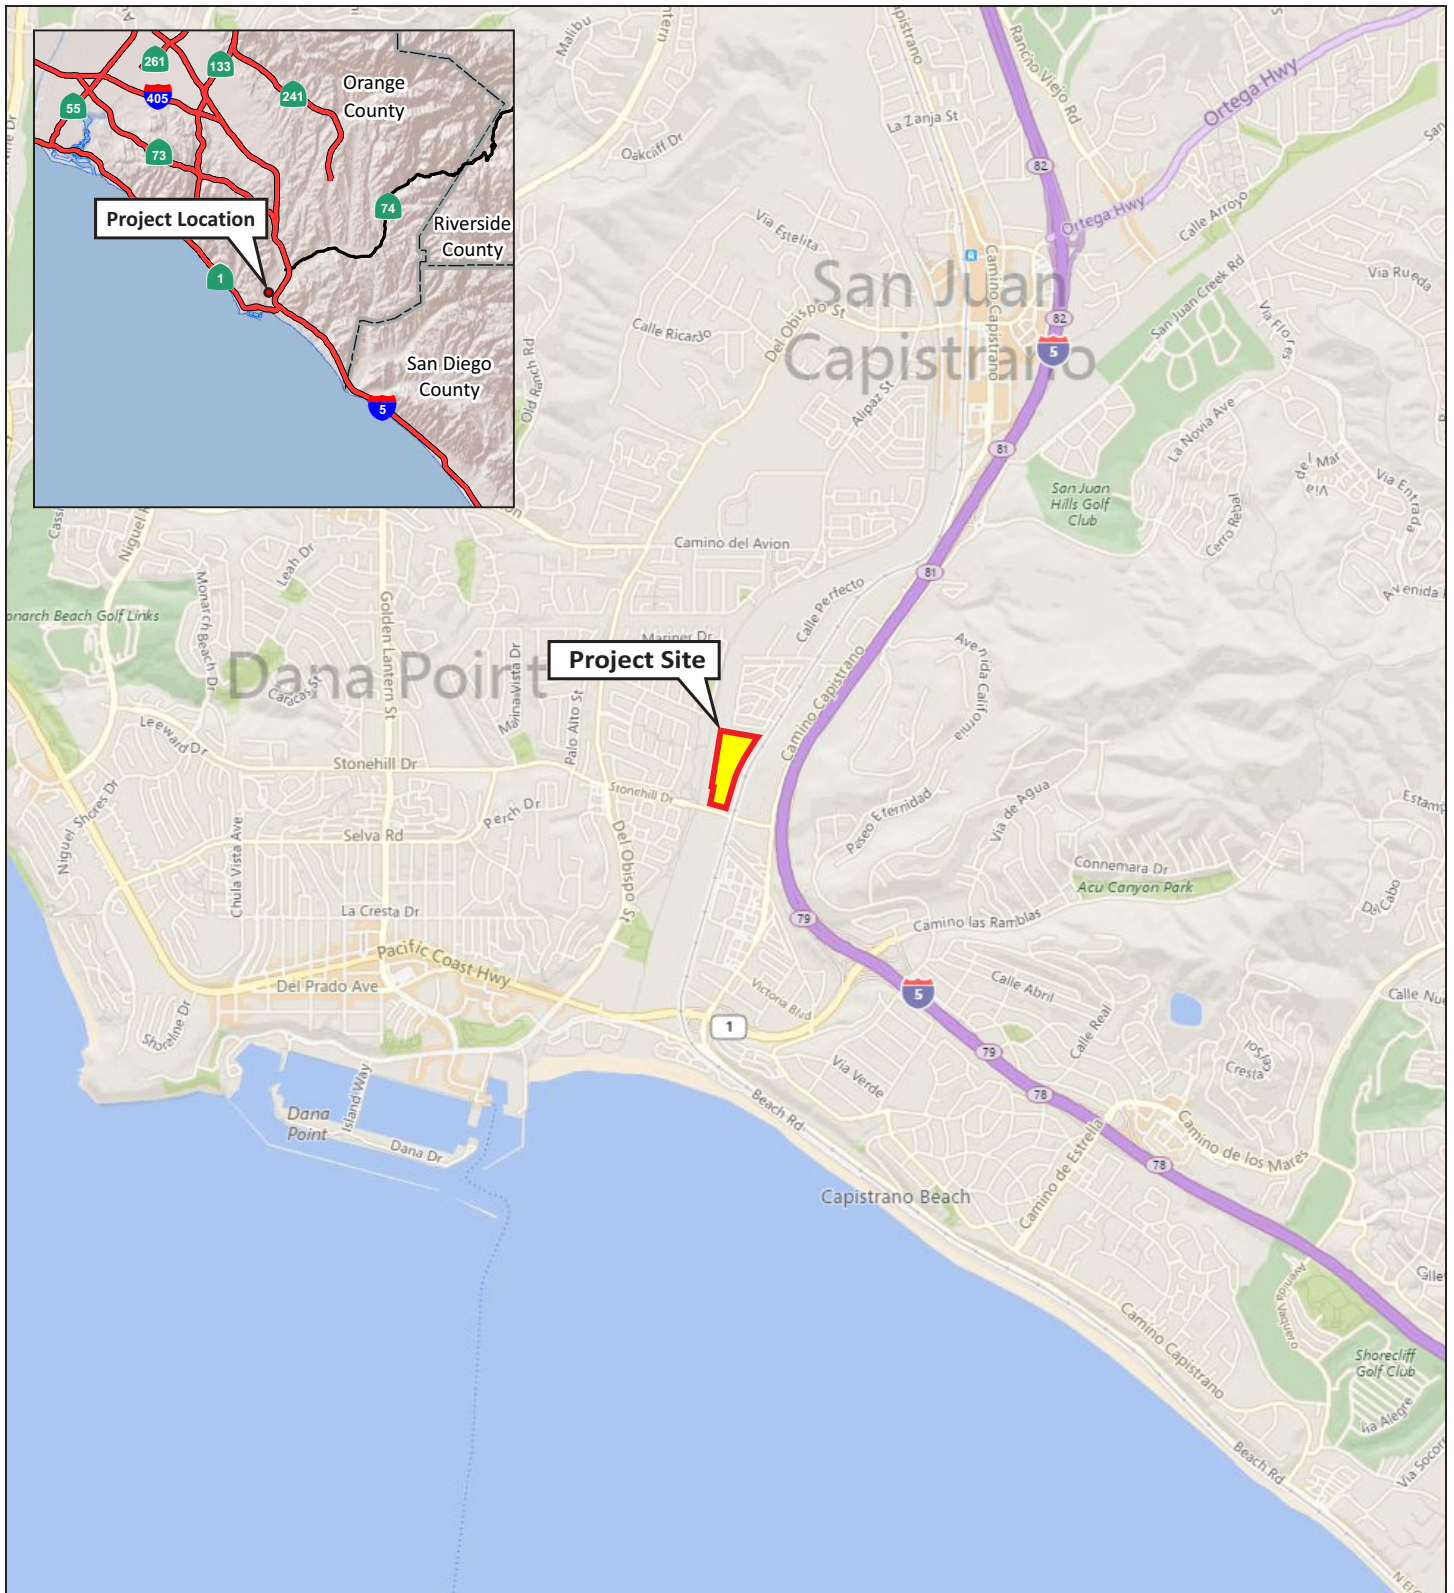 261
133
405
241
55
73
74
1
5
Orange
County
Riverside
County
San Diego
County
Project Location
Malibu
La Zanja St
Oakcliff Dr
Rancho Viejo Rd
Ortega Hwy
82
Ortega Hwy
Calle Arroyo
Via Estelita
Camino Capistrano
San Juan
Capistrano
San Juan Creek Rd
Via Rueda
Calle Ricardo
Del Obispo St
82
5
Old Ranch Rd
Alipaz St
La Novia Ave
81
Via Entrada
San Juan
Hills Golf
Club
Cerro Rebal
Camino del Avion
Leah Dr
81
Calle Perfecto
Monarch Beach Dr
Golden Lantern St
Mariner Dr
Project Site
Dana Point
Caracas St
Marina Vista Dr
Palo Alto St
Avenida California
Camino Capistrano
Leeward Dr
Stonehill Dr
Stonehill Dr
Niguel Shores Dr
Perch Dr
Paseo Eternidad
Via de Agua
Selva Rd
Chula Vista Ave
Del Obispo St
Connemara Dr
Acu Canyon Park
La Cresta Dr
79
Camino las Ramblas
Del Cabo
Pacific Coast Hwy
Del Prado Ave
5
Calle Abril
Victoria Blvd
Shoreline Dr
1
Calle Real
79
Via Verde
Island Way
78
Dana
Point
Dana Dr
Beach Rd
Camino de Estrella
Camino de los Mares
78
Capistrano Beach
Avenida Vaquero
Camino Capistrano
Shorecliff
Golf Club
Via Alegre
Beach Rd